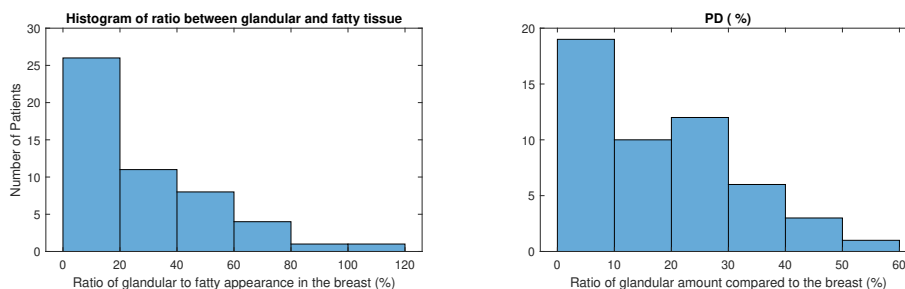 Histogram of ratio between glandular and fatty tissue
30
25
20
15
10
5
0
Number of Patients
0 20 40 60 80 100 120
Ratio of glandular to fatty appearance in the breast (%)
PD ( %)
20
15
10
5
0
0 10 20 30 40 50 60
Ratio of glandular amount compared to the breast (%)